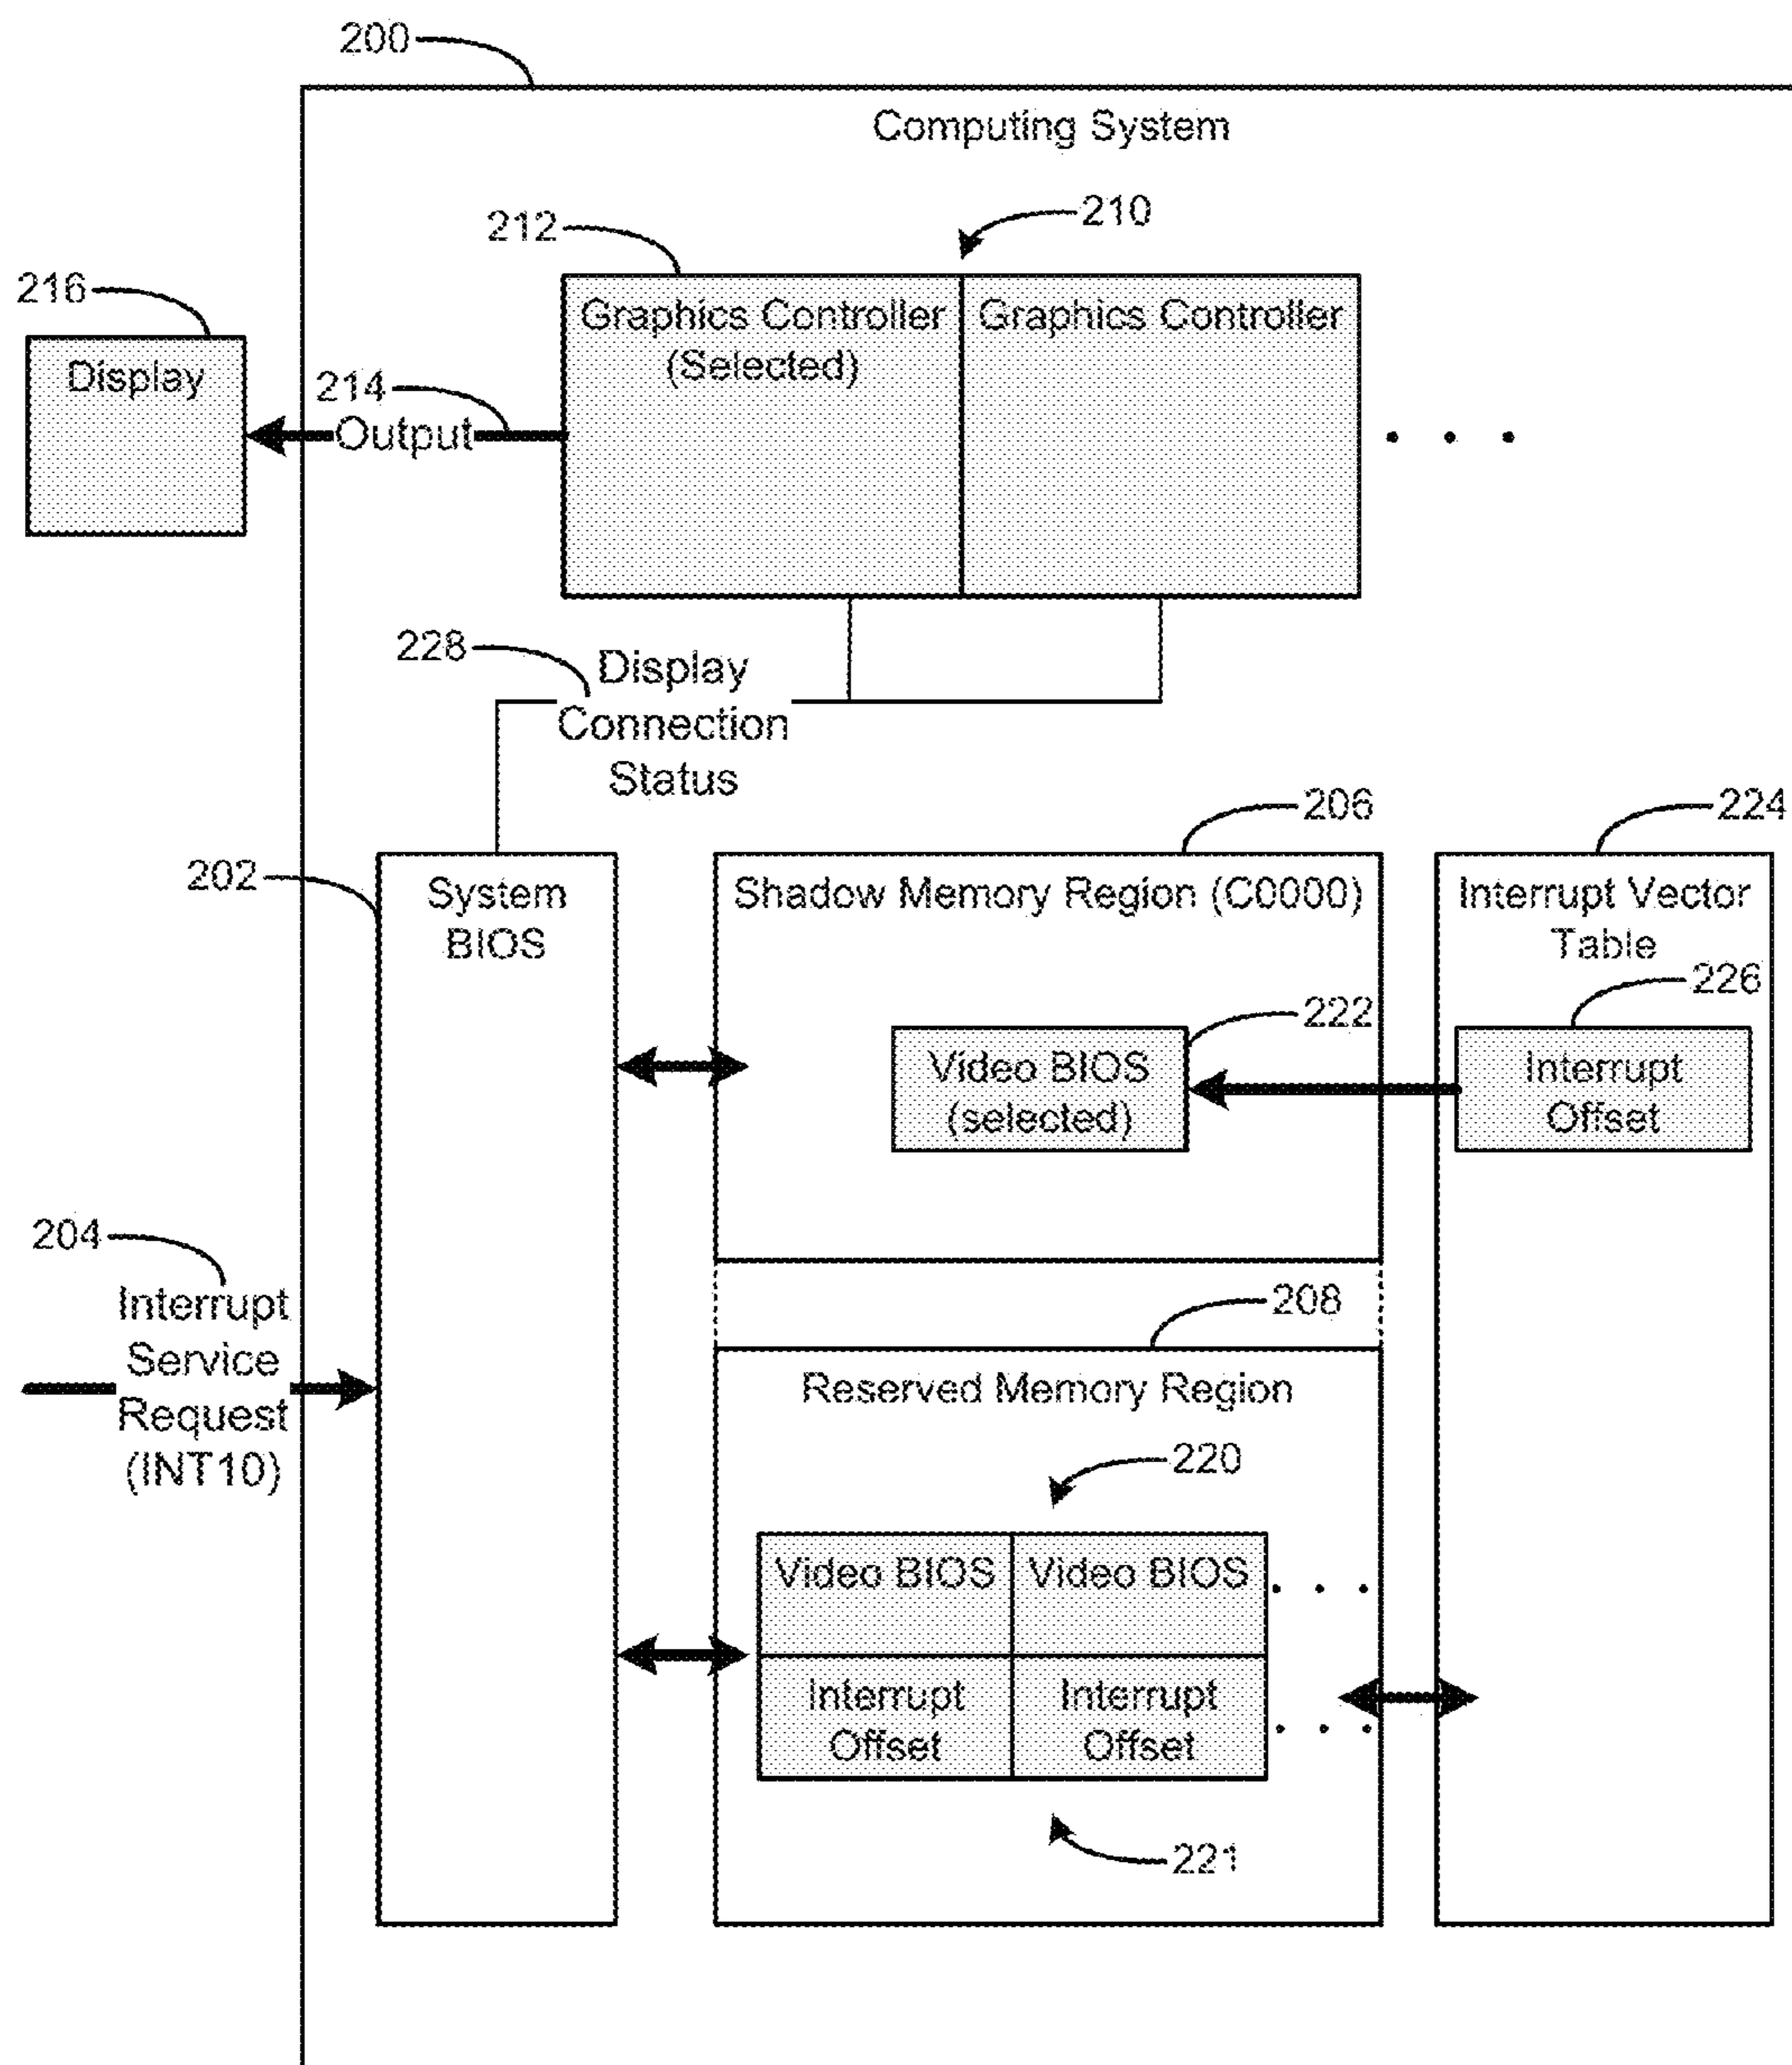 200
Computing System
212
210
216
Graphics Controller
(Selected)
Graphics Controller
Display
214
Output
228
Display
Connection
Status
206
224
202
System
BIOS
Shadow Memory Region (C0000)
Interrupt Vector
Table
226
222
Video BIOS
(selected)
Interrupt
Offset
204
Interrupt
Service
Request
(INT10)
208
Reserved Memory Region
220
Video BIOS
Video BIOS
Interrupt
Offset
Interrupt
Offset
221